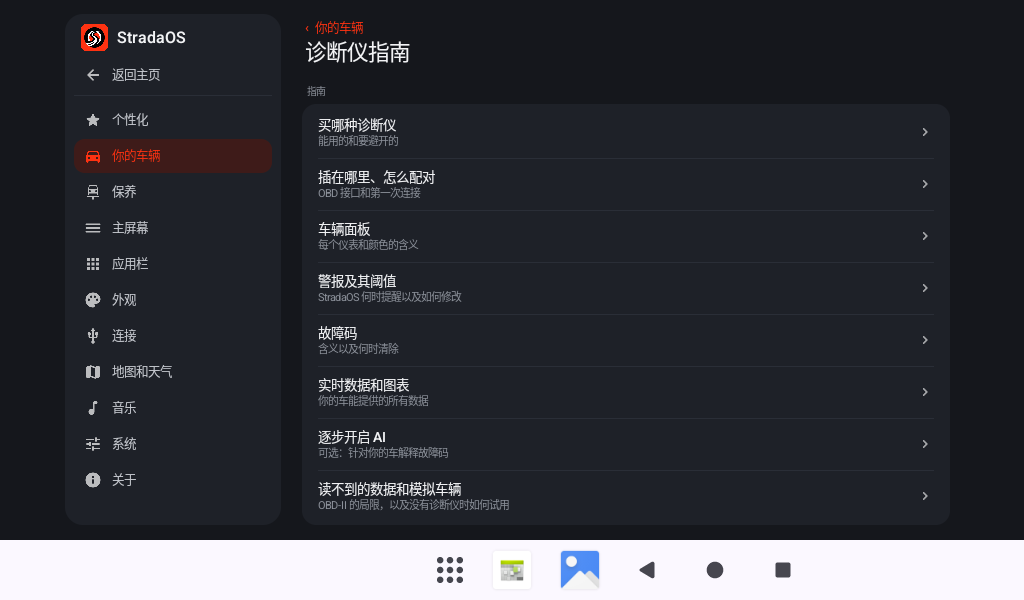 StradaOS
返回主页
个性化
你的车辆
保养
主屏幕
应用栏
外观
连接
地图和天气
音乐
系统
关于
‹ 你的车辆
诊断仪指南
指南
买哪种诊断仪
能用的和要避开的
插在哪里、怎么配对
OBD 接口和第一次连接
车辆面板
每个仪表和颜色的含义
警报及其阈值
StradaOS 何时提醒以及如何修改
故障码
含义以及何时清除
实时数据和图表
你的车能提供的所有数据
逐步开启 AI
可选：针对你的车解释故障码
读不到的数据和模拟车辆
OBD-II 的局限，以及没有诊断仪时如何试用